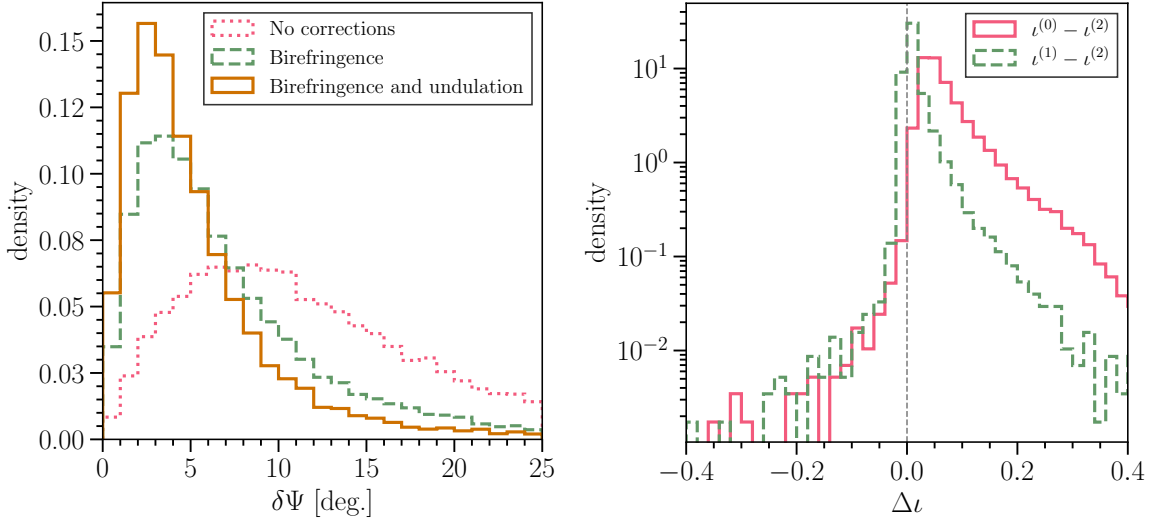 No corrections
Birefringence
Birefringence and undulation
density
0.15
0.12
0.10
0.08
0.05
0.03
0.00
0
5
10
15
20
25
δΨ [deg.]
ι⁽⁰⁾ − ι⁽²⁾
ι⁽¹⁾ − ι⁽²⁾
density
10¹
10⁰
10⁻¹
10⁻²
−0.4
−0.2
0.0
0.2
0.4
Δι